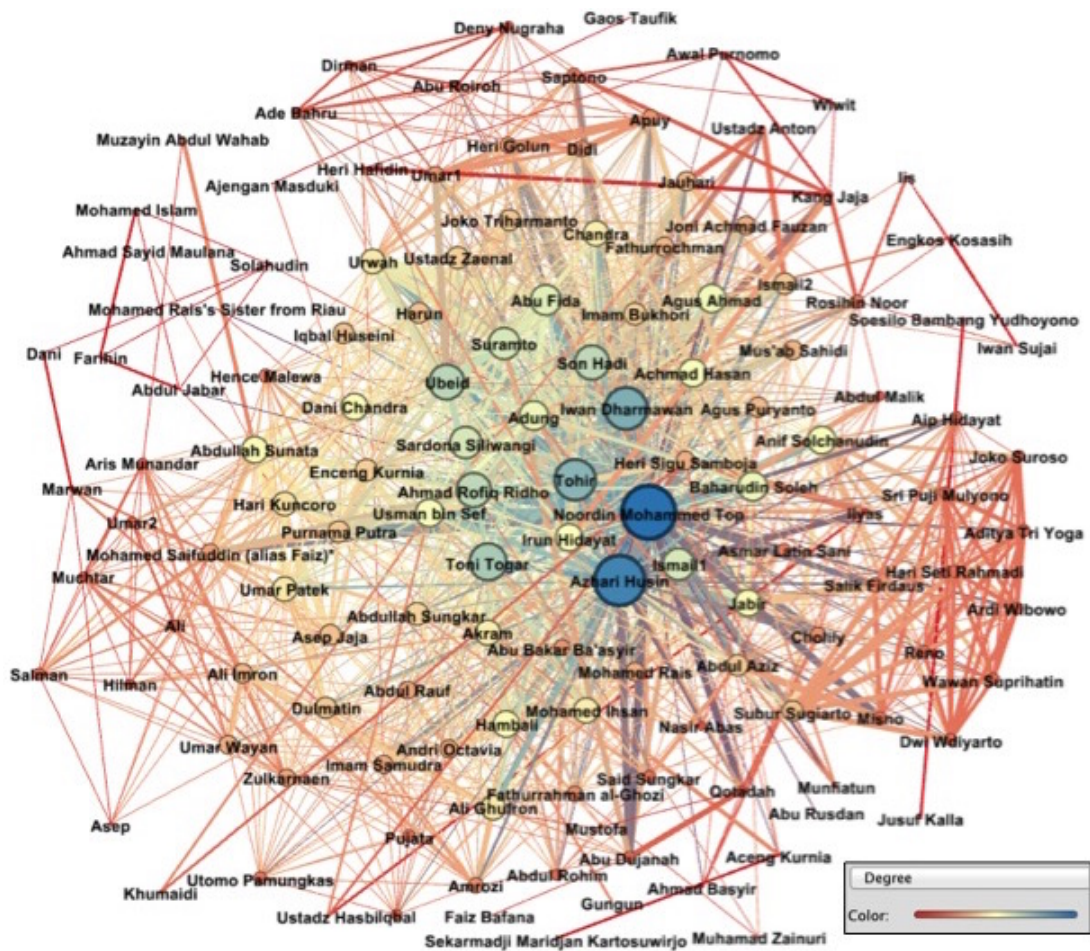 Gaos Taufik
Deny Nugraha
Awal Purnomo
Dirman
Saptono
Abu Roiroh
Wiwit
Ade Bahru
Apuy
Ustadz Anton
Muzayin Abdul Wahab
Heri Golun
Didi
Heri Hafidin
Umar1
Jauhari
Iis
Ajengan Masduki
Kang Jaja
Mohamed Islam
Joko Triharmanto
Chandra
Joni Achmad Fauzan
Engkos Kosasih
Ahmad Sayid Maulana
Fathurrochman
Urwah
Ustadz Zaenal
Solahudin
Ismail2
Abu Fida
Agus Ahmad
Rosihin Noor
Mohamed Rais's Sister from Riau
Harun
Imam Bukhori
Soesilo Bambang Yudhoyono
Iqbal Huseini
Suramto
Iwan Sujai
Dani
Farihin
Son Hadi
Mus'ab Sahidi
Hence Malewa
Ubeid
Achmad Hasan
Abdul Jabar
Abdul Malik
Dani Chandra
Adung
Iwan Dharmawan
Agus Puryanto
Aip Hidayat
Abdullah Sunata
Sardona Siliwangi
Anif Solchanudin
Joko Suroso
Aris Munandar
Enceng Kurnia
Tohir
Heri Sigu Samboja
Marwan
Ahmad Rofiq Ridho
Baharudin Soleh
Sri Puji Mulyono
Hari Kuncoro
Usman bin Sef
Noordin Mohammed Top
Ilyas
Umar2
Purnama Putra
Aditya Tri Yoga
Irun Hidayat
Mohamed Saifuddin (alias Faiz)*
Toni Togar
Ismail1
Asmar Latin Sani
Muchtar
Azhari Husin
Hari Seti Rahmadi
Umar Patek
Salik Firdaus
Jabir
Ardi Wibowo
Abdullah Sungkar
Ali
Asep Jaja
Akram
Chohiy
Abu Bakar Ba'asyir
Reno
Salman
Hilman
Ali Imron
Mohamed Rais
Abdul Aziz
Wawan Suprihatin
Abdul Rauf
Dulmatin
Mohamed Ihsan
Subur Sugiarto
Misno
Hambali
Nasir Abas
Dwi Wdiyarto
Umar Wayan
Andri Octavia
Imam Samudra
Zulkarnaen
Said Sungkar
Munfiatun
Fathurrahman al-Ghozi
Qotadah
Ali Ghufron
Abu Rusdan
Jusuf Kalla
Asep
Mustofa
Pujata
Abu Dujanah
Aceng Kurnia
Degree
Khumaidi
Utomo Pamungkas
Amrozi
Abdul Rohim
Ahmad Basyir
Gungun
Ustadz Hasbi
Iqbal
Faiz Bafana
Color:
Sekarmadji Maridjan Kartosuwirjo
Muhamad Zainuri